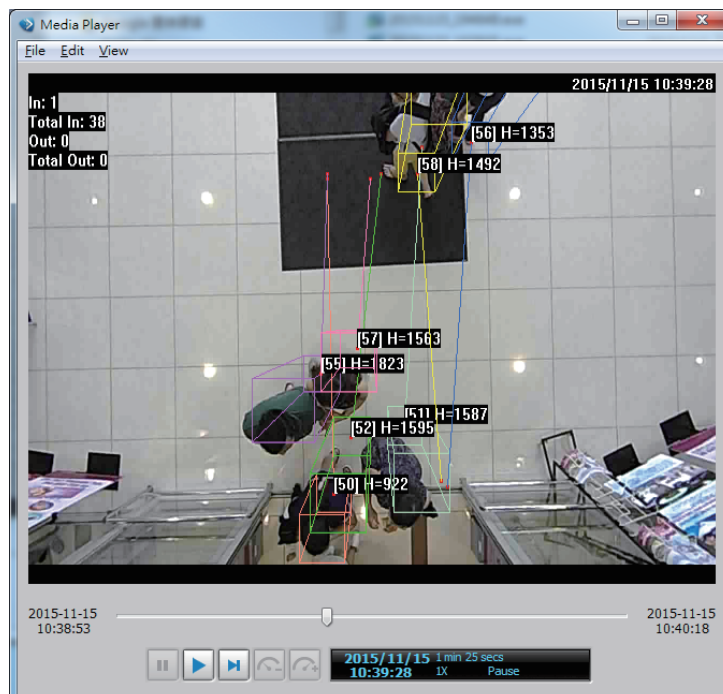 Media Player
File Edit View
2015/11/15 10:39:28
In: 1
Total In: 38
Out: 0
Total Out: 0
[56] H=1353
[58] H=1492
[57] H=1563
[55] H=1823
[51] H=1587
[52] H=1595
[50] H=922
2015-11-15
10:38:53
2015-11-15
10:40:18
2015/11/15 1 min 25 secs
10:39:28 1X Pause